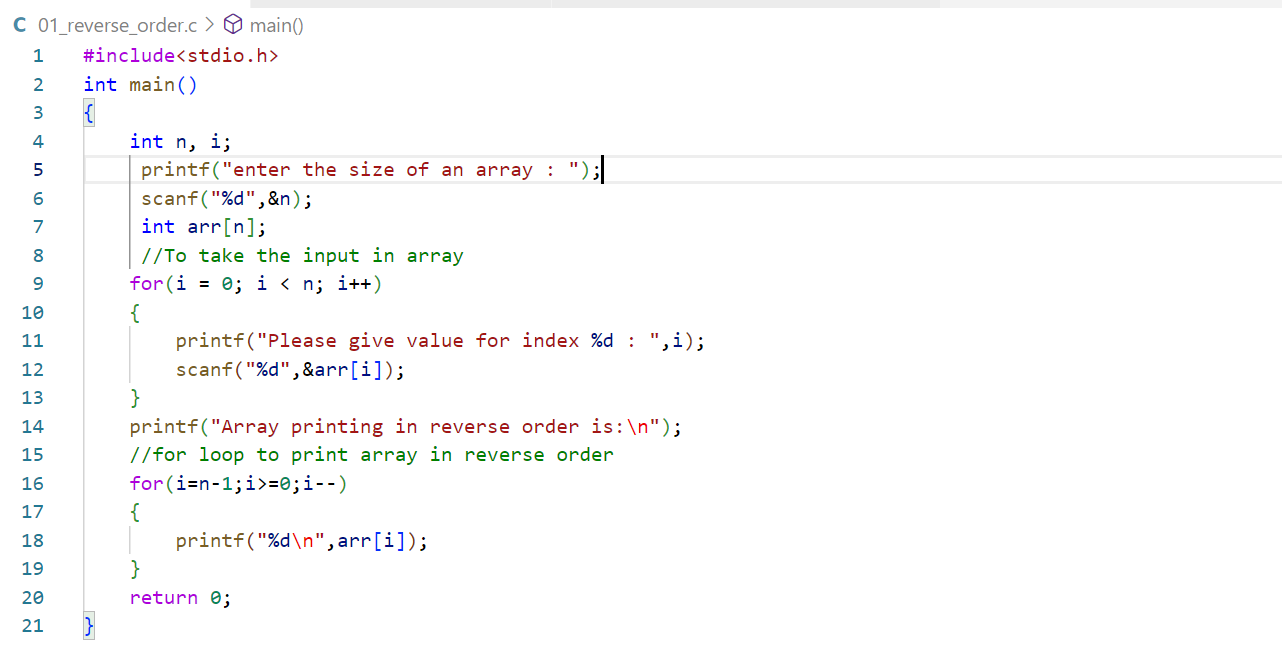 C 01_reverse_order.c > main()
1 #include<stdio.h>
2 int main()
3 {
4     int n, i;
5      printf("enter the size of an array : ");
6      scanf("%d",&n);
7      int arr[n];
8      //To take the input in array
9     for(i = 0; i < n; i++)
10     {
11         printf("Please give value for index %d : ",i);
12         scanf("%d",&arr[i]);
13     }
14     printf("Array printing in reverse order is:\n");
15     //for loop to print array in reverse order
16     for(i=n-1;i>=0;i--)
17     {
18         printf("%d\n",arr[i]);
19     }
20     return 0;
21 }